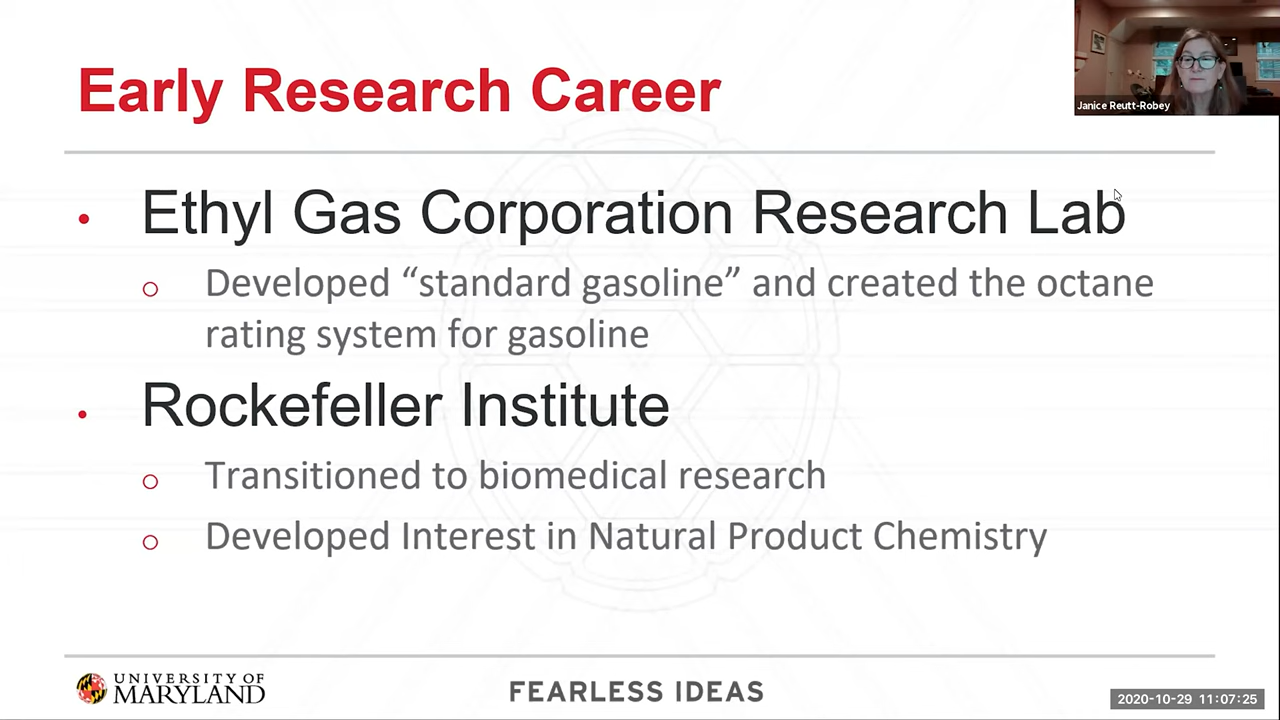 Early Research Career
Janice Reutt-Robey
• Ethyl Gas Corporation Research Lab
o Developed “standard gasoline” and created the octane
rating system for gasoline
• Rockefeller Institute
o Transitioned to biomedical research
o Developed Interest in Natural Product Chemistry
UNIVERSITY OF
MARYLAND
FEARLESS IDEAS
2020-10-29 11:07:25